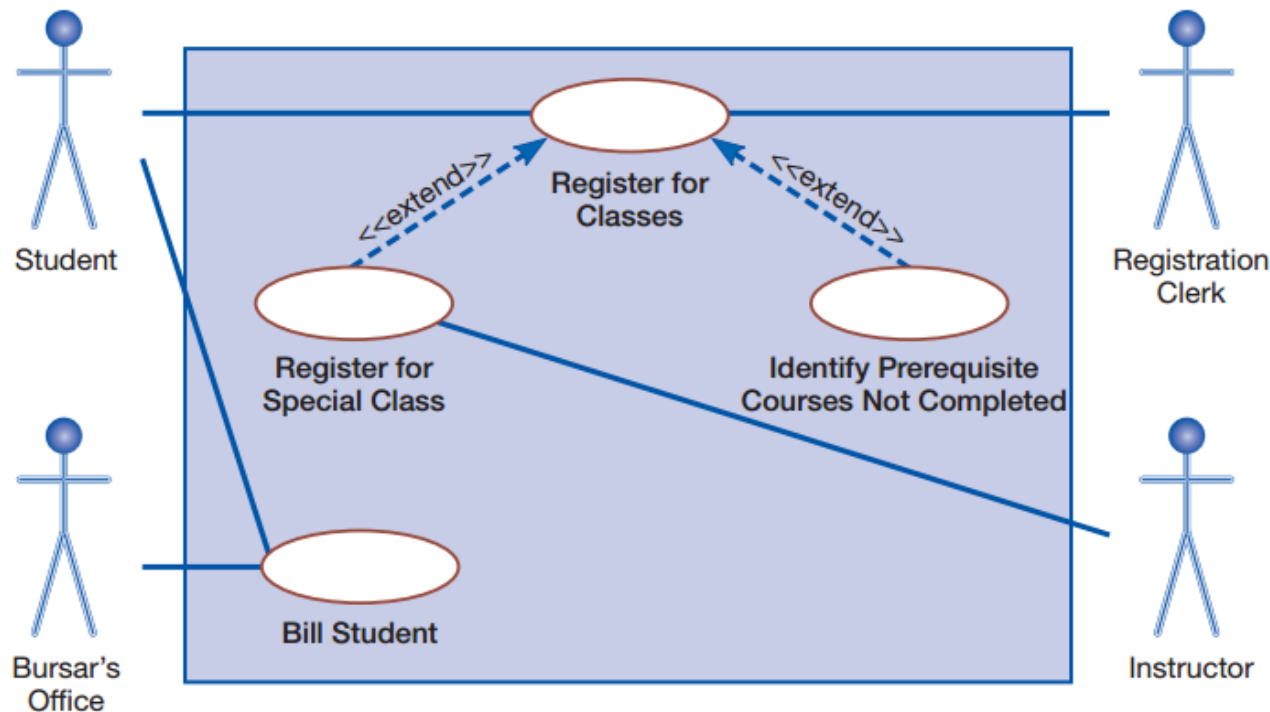 <<extend>>
<<extend>>
Register for
Classes
Student
Registration
Clerk
Register for
Special Class
Identify Prerequisite
Courses Not Completed
Bill Student
Bursar’s
Office
Instructor